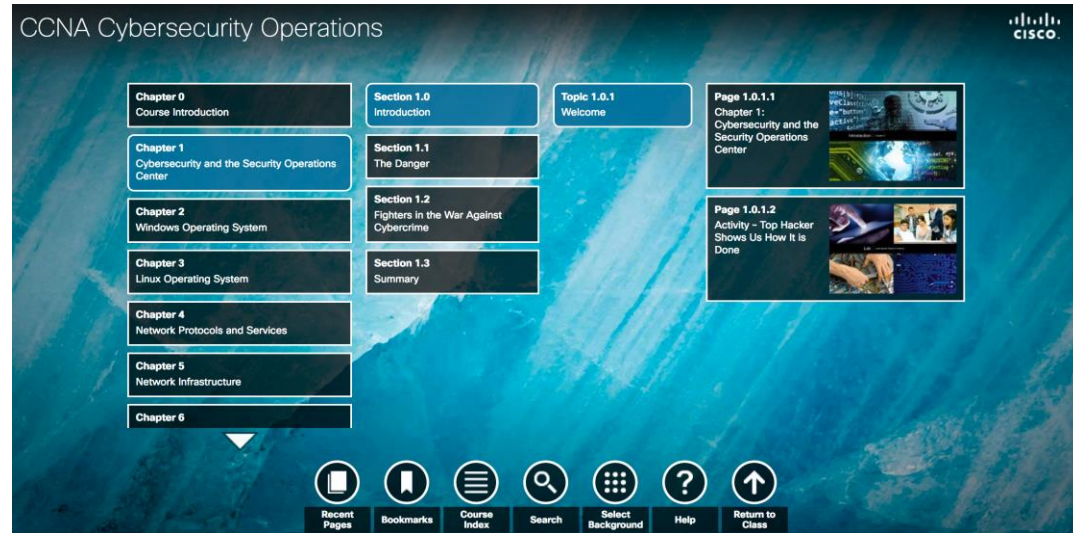 CCNA Cybersecurity Operations
CISCO
Chapter 0
Course Introduction
Chapter 1
Cybersecurity and the Security Operations
Center
Chapter 2
Windows Operating System
Chapter 3
Linux Operating System
Chapter 4
Network Protocols and Services
Chapter 5
Network Infrastructure
Chapter 6
Section 1.0
Introduction
Section 1.1
The Danger
Section 1.2
Fighters in the War Against
Cybercrime
Section 1.3
Summary
Topic 1.0.1
Welcome
Page 1.0.1.1
Chapter 1:
Cybersecurity and the
Security Operations
Center
Page 1.0.1.2
Activity – Top Hacker
Shows Us How It is
Done
Recent
Pages
Bookmarks
Course
Index
Search
Select
Background
Help
Return to
Class